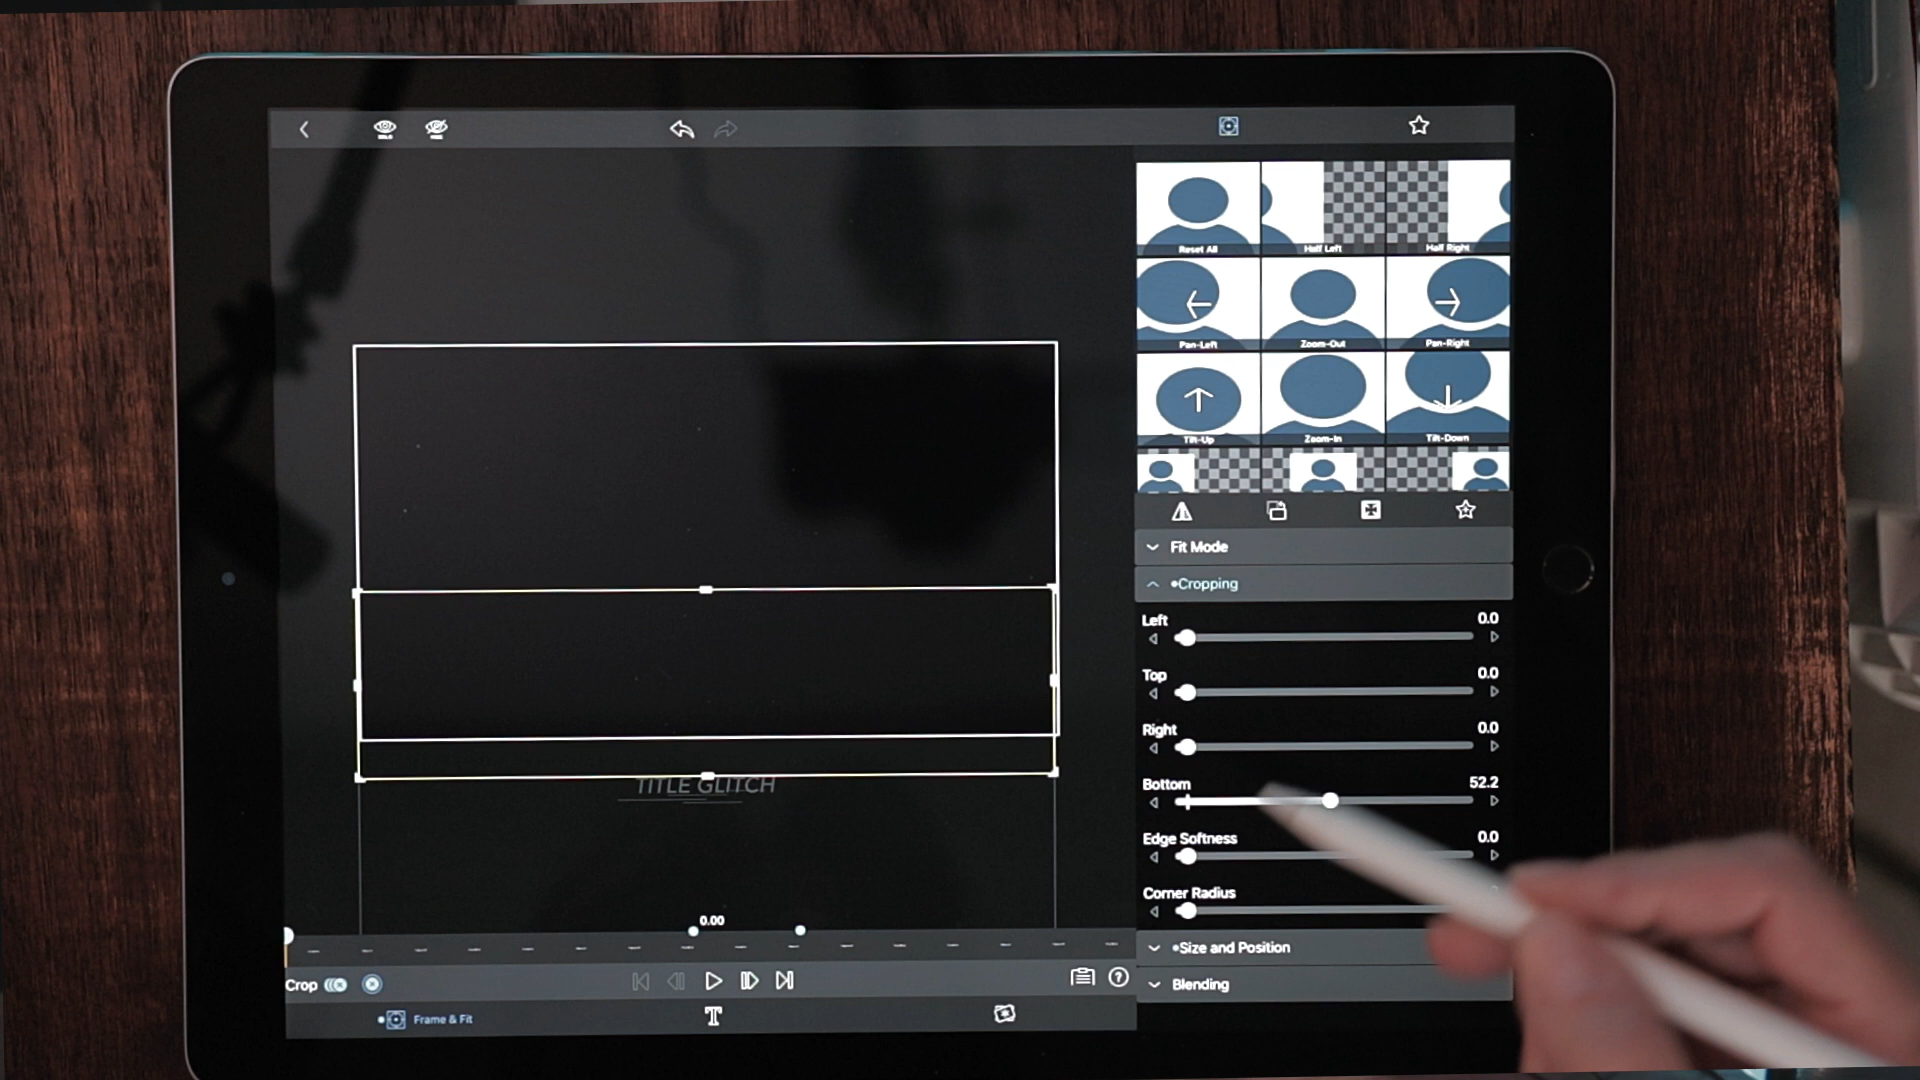 Reset All
Half Left
Half Right
Pan-Left
Zoom-Out
Pan-Right
Tilt-Up
Zoom-In
Tilt-Down
Fit Mode
•Cropping
Left 0.0
Top 0.0
Right 0.0
Bottom 52.2
Edge Softness 0.0
Corner Radius
•Size and Position
Blending
TITLE GLITCH
0.00
Crop
Frame & Fit